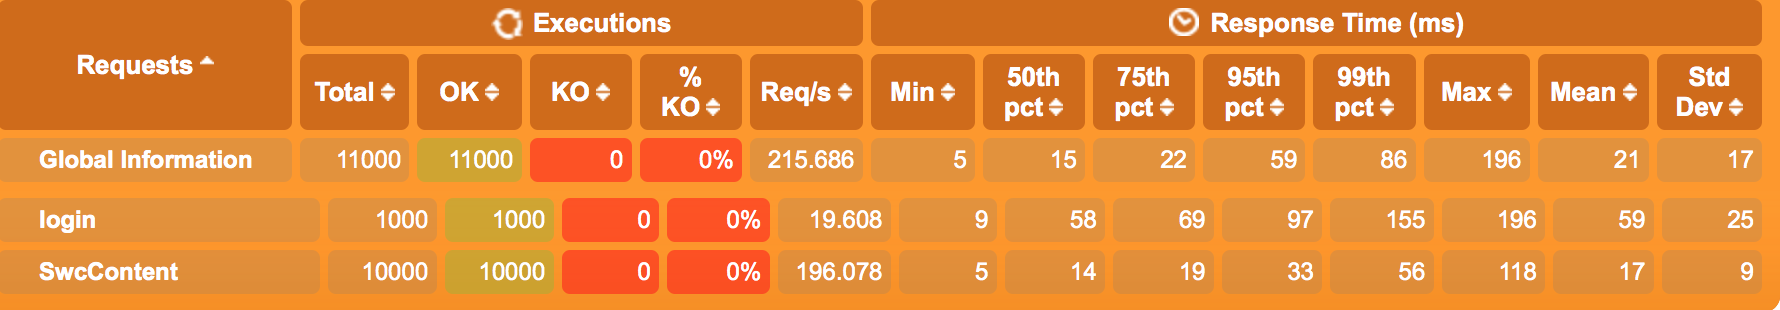 Requests Executions Response Time (ms)
Total OK KO % KO Req/s Min 50th pct 75th pct 95th pct 99th pct Max Mean Std Dev
Global Information 11000 11000 0 0% 215.686 5 15 22 59 86 196 21 17
login 1000 1000 0 0% 19.608 9 58 69 97 155 196 59 25
SwcContent 10000 10000 0 0% 196.078 5 14 19 33 56 118 17 9